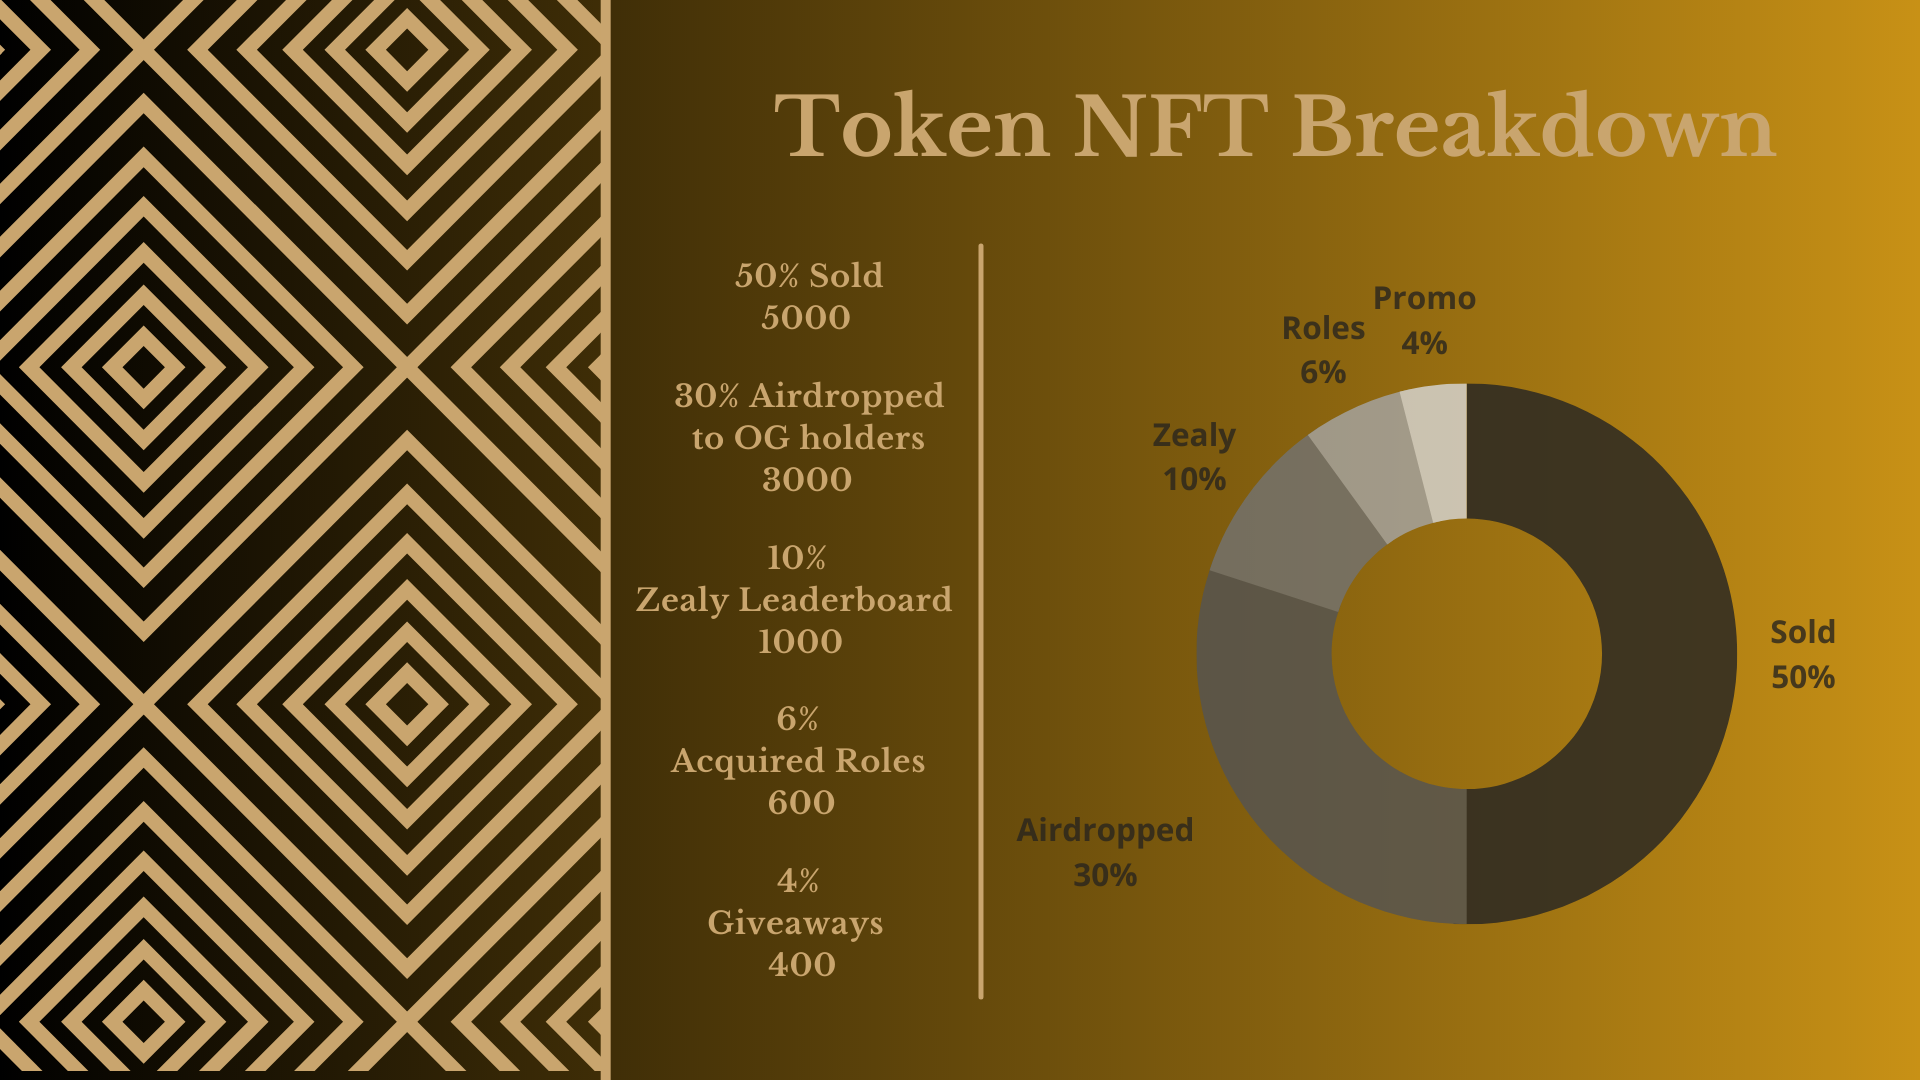 Token NFT Breakdown
50% Sold
5000
30% Airdropped
to OG holders
3000
10%
Zealy Leaderboard
1000
6%
Acquired Roles
600
4%
Giveaways
400
Promo
4%
Roles
6%
Zealy
10%
Sold
50%
Airdropped
30%